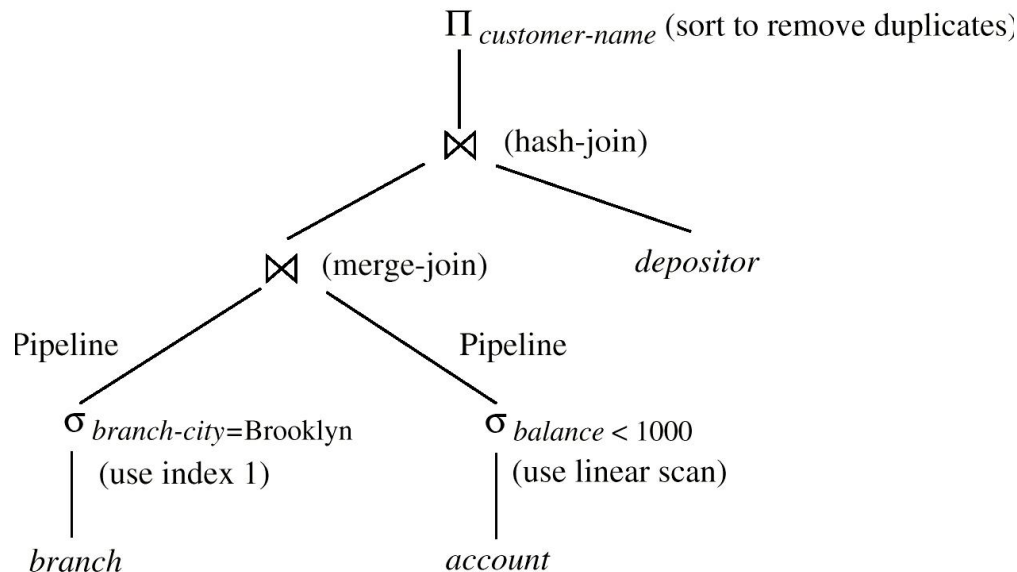 Π customer-name (sort to remove duplicates)
⋈ (hash-join)
⋈ (merge-join)
depositor
Pipeline
Pipeline
σ branch-city=Brooklyn
(use index 1)
σ balance < 1000
(use linear scan)
branch
account